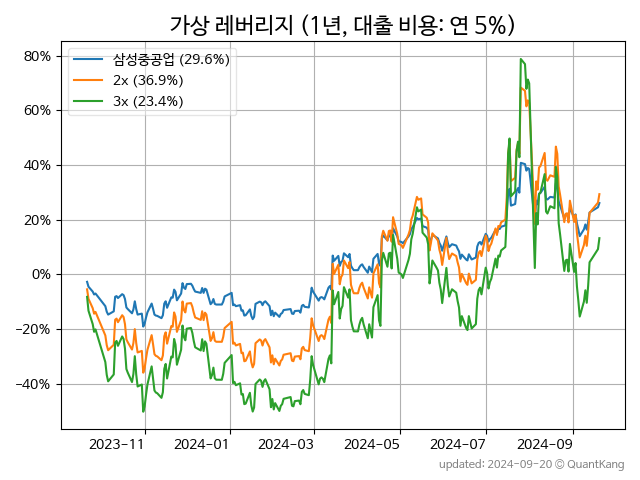 가상 레버리지 (1년, 대출 비용: 연 5%)
80%
60%
40%
20%
0%
−20%
−40%
삼성중공업 (29.6%)
2x (36.9%)
3x (23.4%)
2023-11
2024-01
2024-03
2024-05
2024-07
2024-09
updated: 2024-09-20 © QuantKang